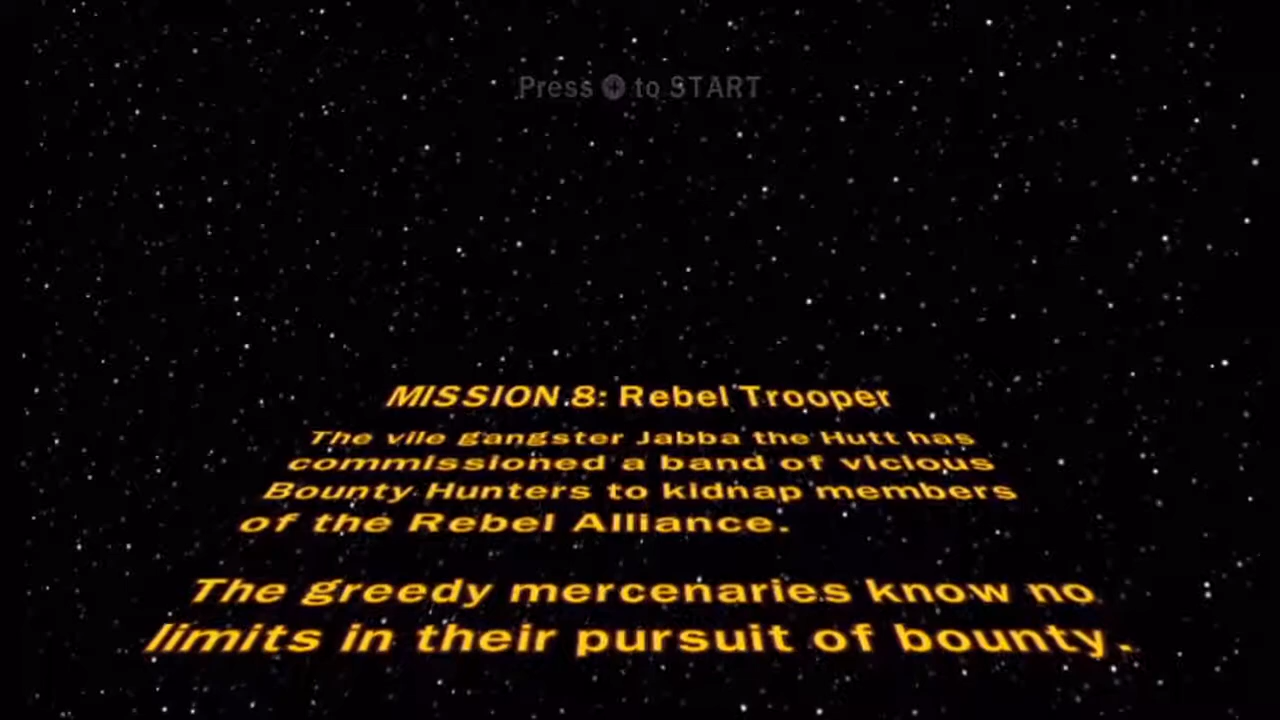 Press + to START
MISSION 8: Rebel Trooper
The vile gangster Jabba the Hutt has
commissioned a band of vicious
Bounty Hunters to kidnap members
of the Rebel Alliance.
The greedy mercenaries know no
limits in their pursuit of bounty.